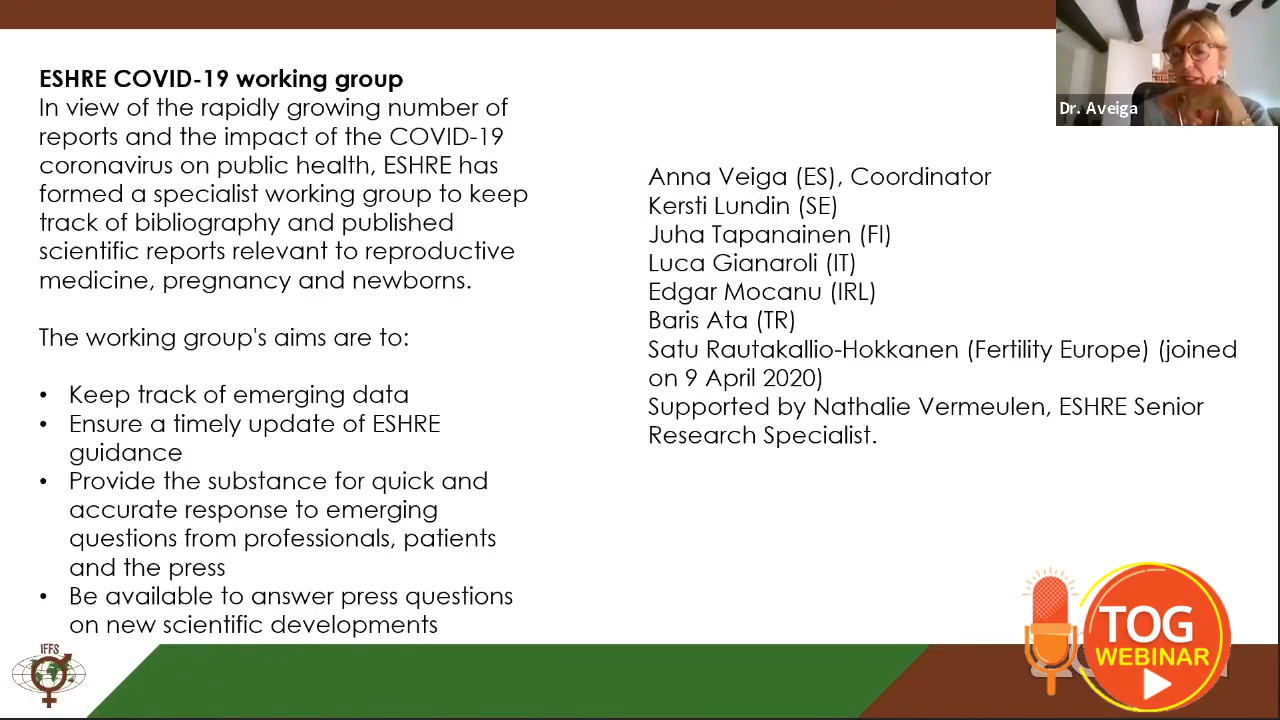 ESHRE COVID-19 working group
In view of the rapidly growing number of
reports and the impact of the COVID-19
coronavirus on public health, ESHRE has
formed a specialist working group to keep
track of bibliography and published
scientific reports relevant to reproductive
medicine, pregnancy and newborns.
The working group's aims are to:
• Keep track of emerging data
• Ensure a timely update of ESHRE
guidance
• Provide the substance for quick and
accurate response to emerging
questions from professionals, patients
and the press
• Be available to answer press questions
on new scientific developments
Dr. Aveiga
Anna Veiga (ES), Coordinator
Kersti Lundin (SE)
Juha Tapanainen (FI)
Luca Gianaroli (IT)
Edgar Mocanu (IRL)
Baris Ata (TR)
Satu Rautakallio-Hokkanen (Fertility Europe) (joined
on 9 April 2020)
Supported by Nathalie Vermeulen, ESHRE Senior
Research Specialist.
IFFS
TOG
WEBINAR